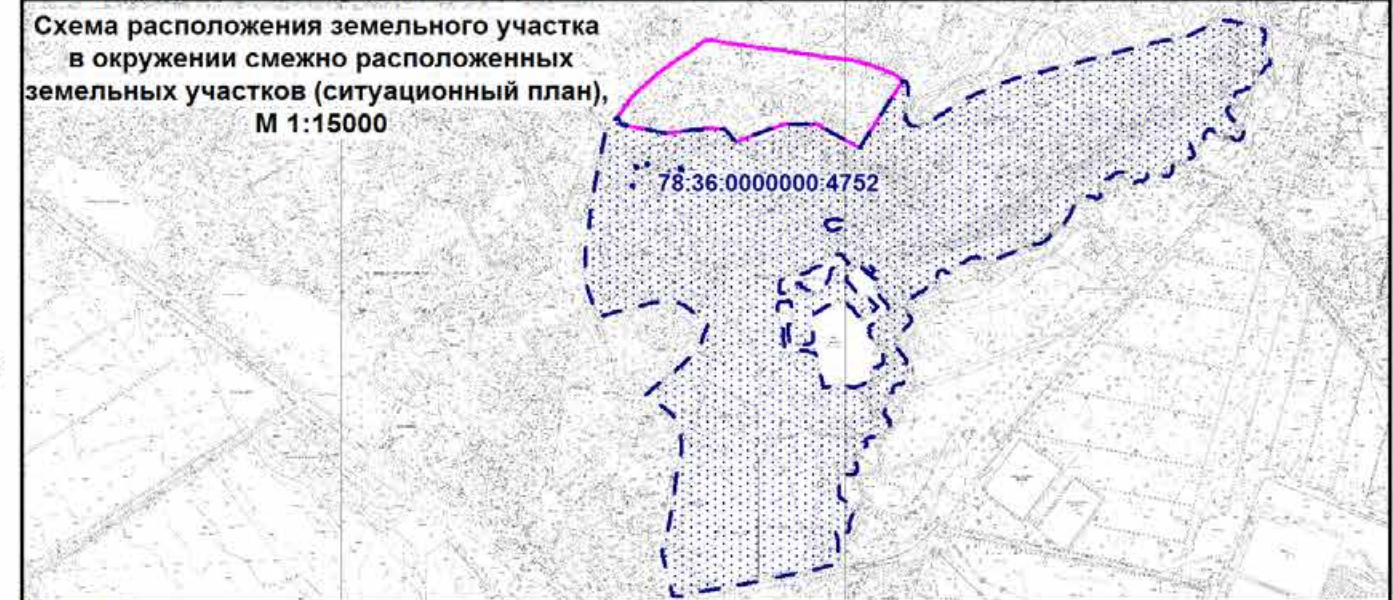 Схема расположения земельного участка
в окружении смежно расположенных
земельных участков (ситуационный план),
М 1:15000
78:36:0000000:4752